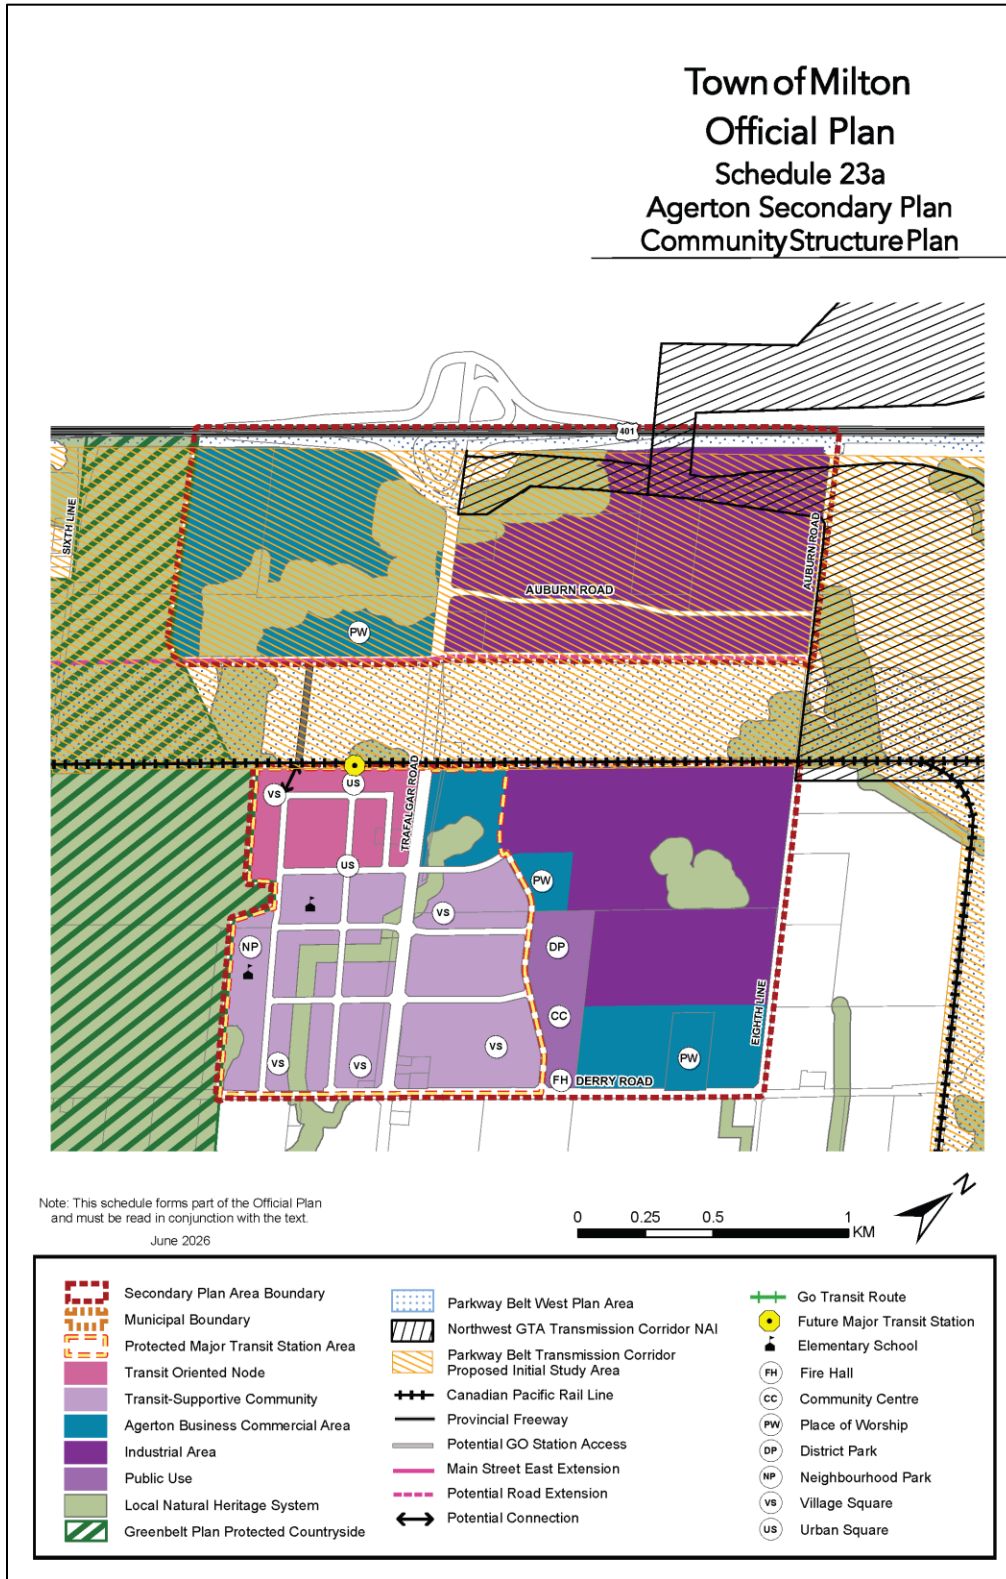 Town of Milton
Official Plan
Schedule 23a
Agerton Secondary Plan
Community Structure Plan
401
SIXTH LINE
AUBURN ROAD
AUBURN ROAD
PW
TRAFALGAR ROAD
VS
US
US
PW
VS
NP
DP
CC
VS
EIGHTH LINE
VS
VS
PW
FH
DERRY ROAD
Note: This schedule forms part of the Official Plan
and must be read in conjunction with the text.
June 2026
0 0.25 0.5 1
KM
N
Secondary Plan Area Boundary
Municipal Boundary
Protected Major Transit Station Area
Transit Oriented Node
Transit-Supportive Community
Agerton Business Commercial Area
Industrial Area
Public Use
Local Natural Heritage System
Greenbelt Plan Protected Countryside
Parkway Belt West Plan Area
Northwest GTA Transmission Corridor NAI
Parkway Belt Transmission Corridor
Proposed Initial Study Area
Canadian Pacific Rail Line
Provincial Freeway
Potential GO Station Access
Main Street East Extension
Potential Road Extension
Potential Connection
Go Transit Route
Future Major Transit Station
Elementary School
FH Fire Hall
CC Community Centre
PW Place of Worship
DP District Park
NP Neighbourhood Park
VS Village Square
US Urban Square